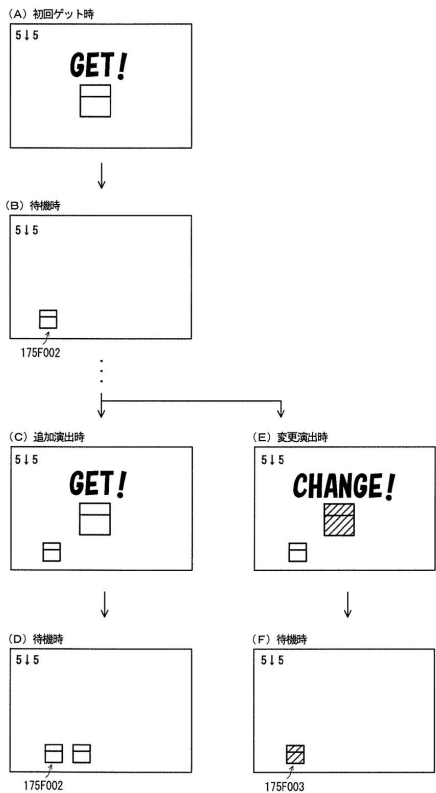 (A) 初回ゲット時
5↓5
GET!
(B) 待機時
5↓5
175F002
(C) 追加演出時
5↓5
GET!
(E) 変更演出時
5↓5
CHANGE!
(D) 待機時
5↓5
175F002
(F) 待機時
5↓5
175F003